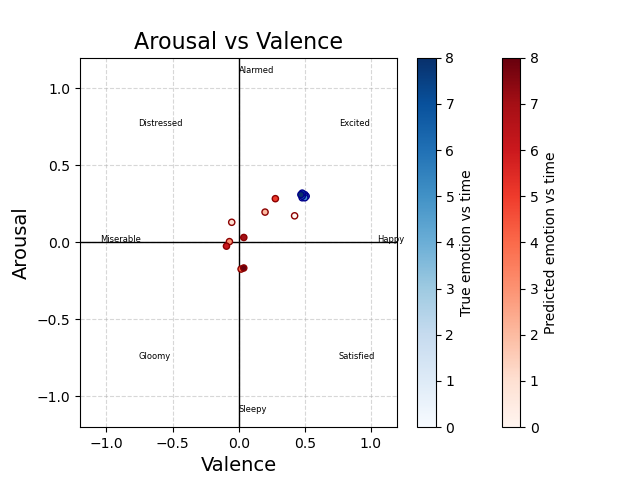 Arousal vs Valence
Alarmed
Distressed
Excited
Miserable
Happy
Gloomy
Satisfied
Sleepy
1.0
0.5
0.0
−0.5
−1.0
Arousal
−1.0 −0.5 0.0 0.5 1.0
Valence
8
7
6
5
4
3
2
1
0
True emotion vs time
8
7
6
5
4
3
2
1
0
Predicted emotion vs time